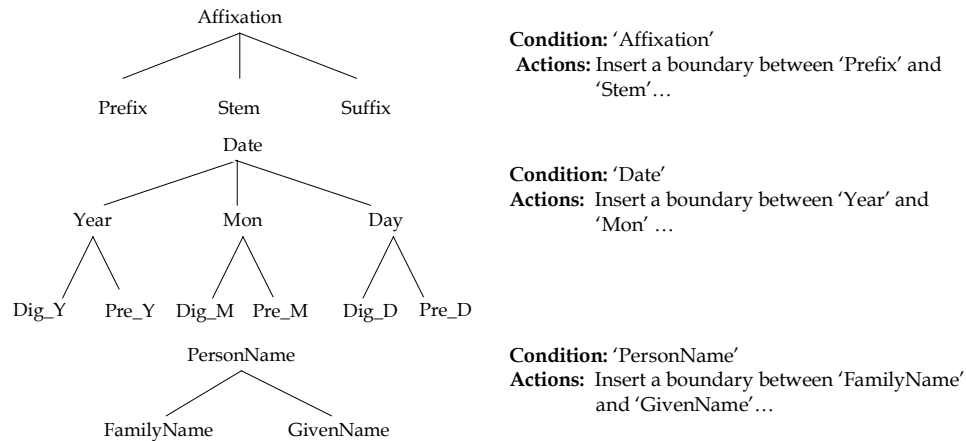 Affixation
Condition: ‘Affixation’
Actions: Insert a boundary between ‘Prefix’ and
‘Stem’…
Prefix Stem Suffix
Date
Condition: ‘Date’
Actions: Insert a boundary between ‘Year’ and
‘Mon’ …
Year Mon Day
Dig_Y Pre_Y Dig_M Pre_M Dig_D Pre_D
PersonName
Condition: ‘PersonName’
Actions: Insert a boundary between ‘FamilyName’
and ‘GivenName’…
FamilyName GivenName